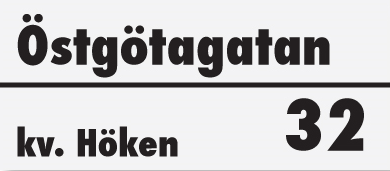 Östgötagatan
kv. Höken 32